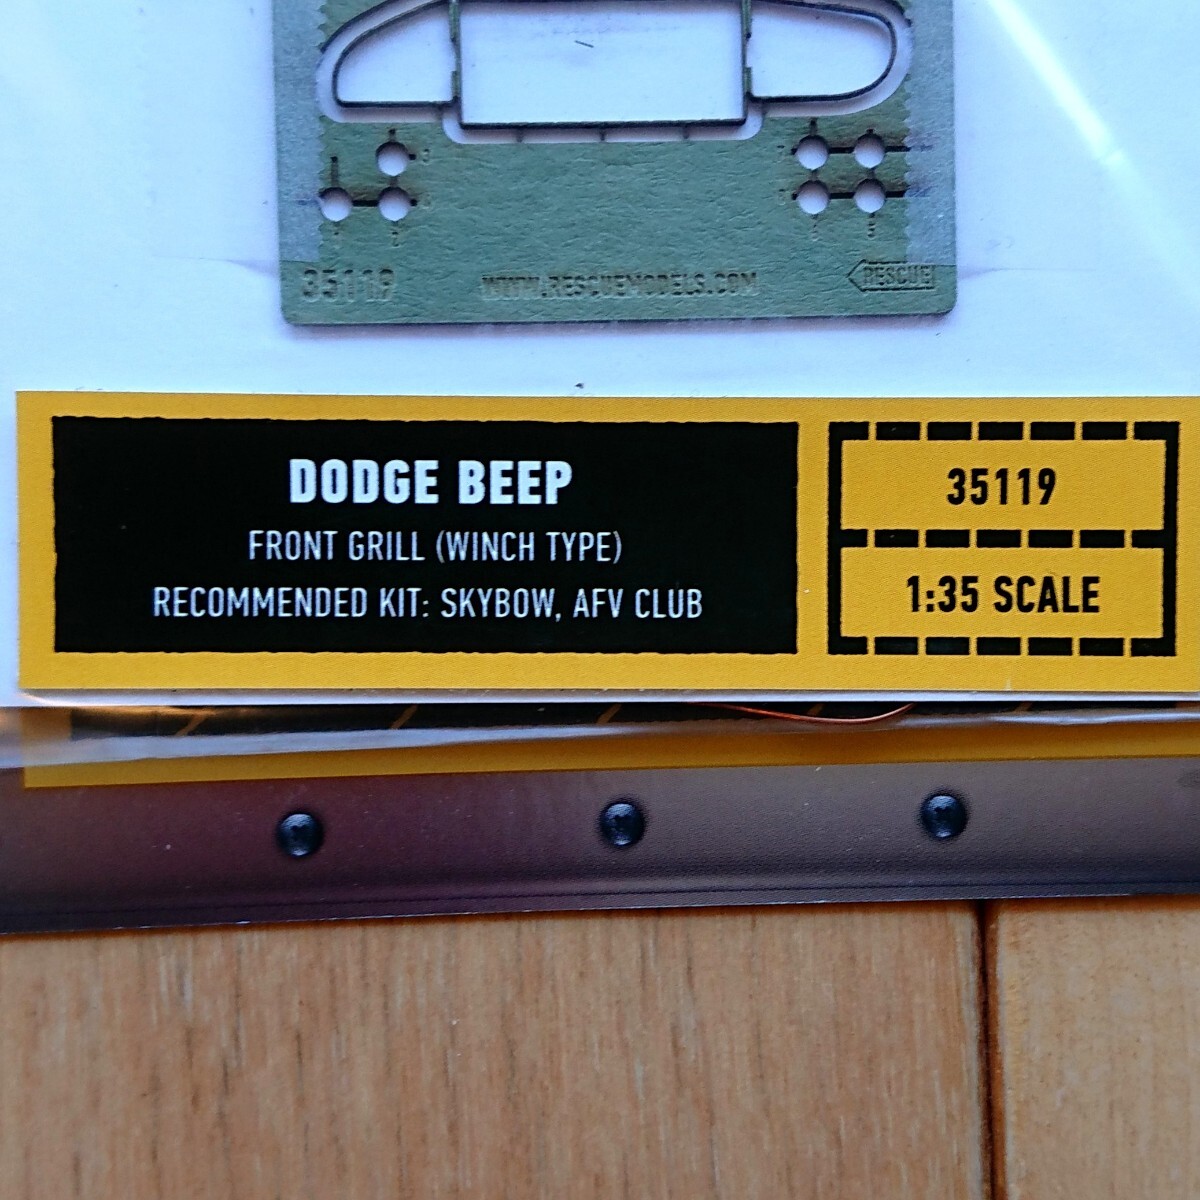 35119
WWW.RESCUEMODELS.COM
RESCUE
DODGE BEEP
FRONT GRILL (WINCH TYPE)
RECOMMENDED KIT: SKYBOW, AFV CLUB
35119
1:35 SCALE